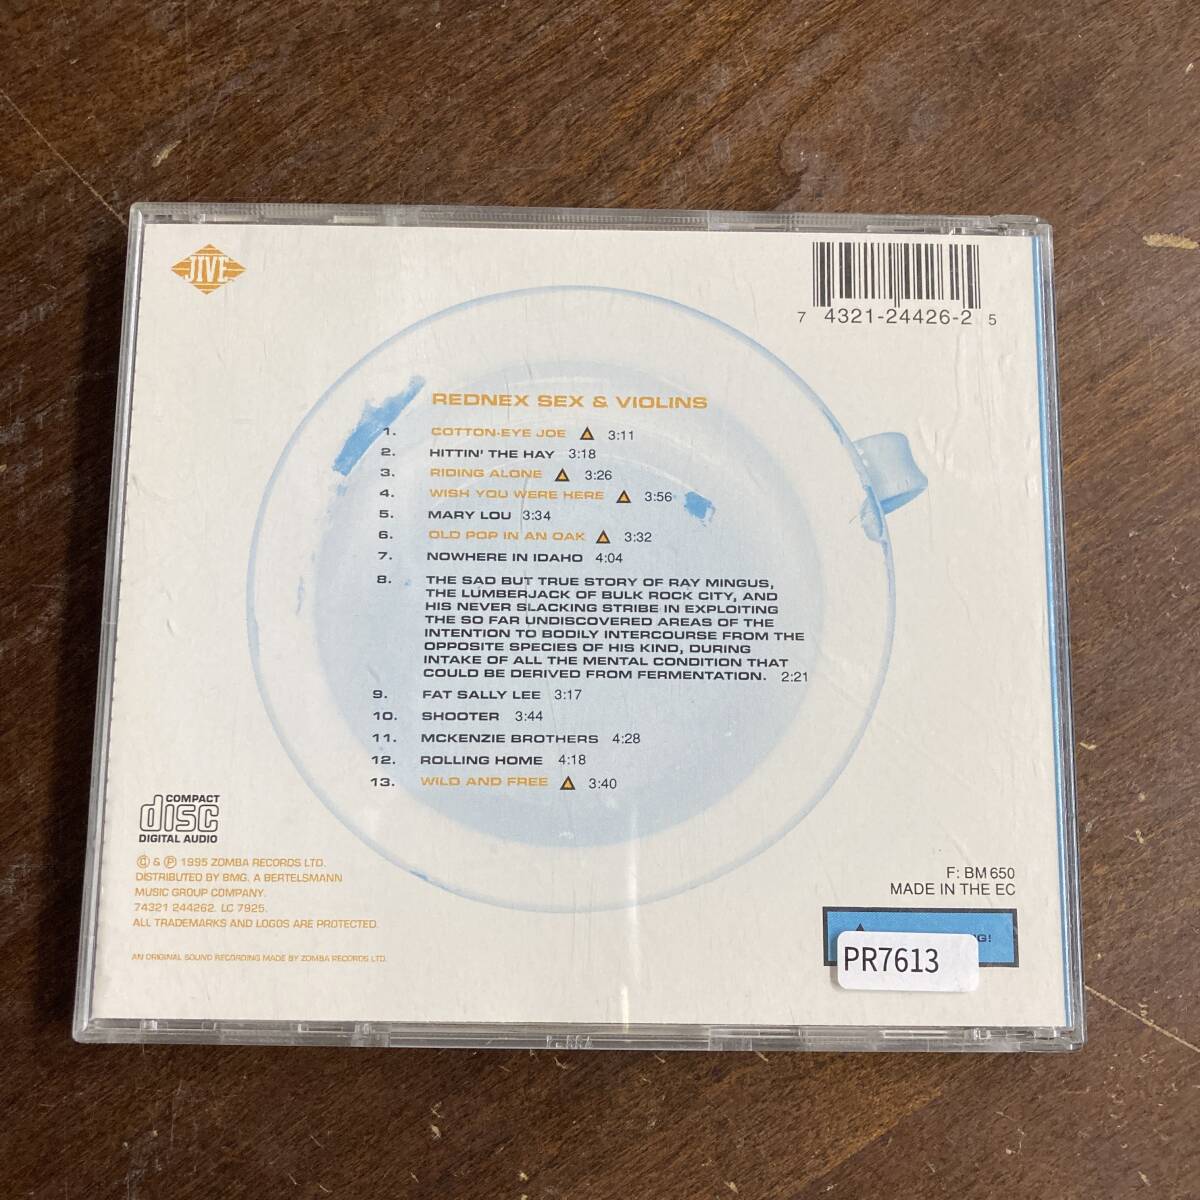 JIVE
7 4321-24426-2 5
REDNEX SEX & VIOLINS
1. COTTON-EYE JOE 3:11
2. HITTIN' THE HAY 3:18
3. RIDING ALONE 3:26
4. WISH YOU WERE HERE 3:56
5. MARY LOU 3:34
6. OLD POP IN AN OAK 3:32
7. NOWHERE IN IDAHO 4:04
8. THE SAD BUT TRUE STORY OF RAY MINGUS,
THE LUMBERJACK OF BULK ROCK CITY, AND
HIS NEVER SLACKING STRIBE IN EXPLOITING
THE SO FAR UNDISCOVERED AREAS OF THE
INTENTION TO BODILY INTERCOURSE FROM THE
OPPOSITE SPECIES OF HIS KIND, DURING
INTAKE OF ALL THE MENTAL CONDITION THAT
COULD BE DERIVED FROM FERMENTATION. 2:21
9. FAT SALLY LEE 3:17
10. SHOOTER 3:44
11. MCKENZIE BROTHERS 4:28
12. ROLLING HOME 4:18
13. WILD AND FREE 3:40
COMPACT
disc
DIGITAL AUDIO
© & ℗ 1995 ZOMBA RECORDS LTD.
DISTRIBUTED BY BMG. A BERTELSMANN
MUSIC GROUP COMPANY.
74321 244262. LC 7925.
ALL TRADEMARKS AND LOGOS ARE PROTECTED.
AN ORIGINAL SOUND RECORDING MADE BY ZOMBA RECORDS LTD.
F: BM 650
MADE IN THE EC
PR7613